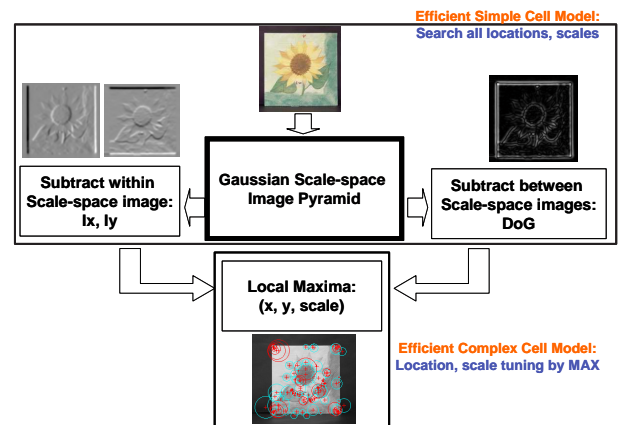 Efficient Simple Cell Model:
Search all locations, scales
Subtract within
Scale-space image:
Ix, Iy
Gaussian Scale-space
Image Pyramid
Subtract between
Scale-space images:
DoG
Local Maxima:
(x, y, scale)
Efficient Complex Cell Model:
Location, scale tuning by MAX